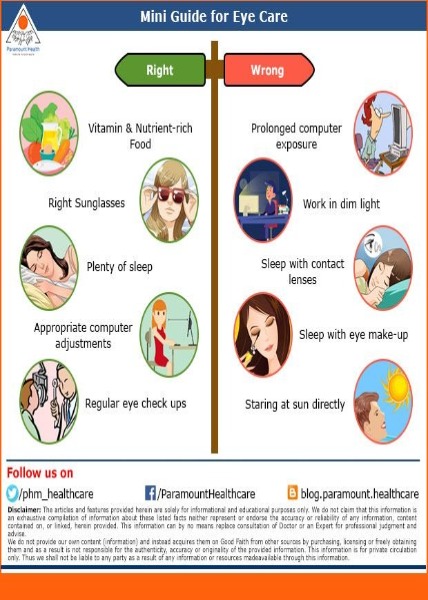 Mini Guide for Eye Care
Paramount Health
Right
Wrong
Vitamin & Nutrient-rich
Food
Right Sunglasses
Plenty of sleep
Appropriate computer
adjustments
Regular eye check ups
Prolonged computer
exposure
Work in dim light
Sleep with contact
lenses
Sleep with eye make-up
Staring at sun directly
Follow us on
/phm_healthcare
/ParamountHealthcare
blog.paramount.healthcare
Disclaimer: The articles and features provided herein are solely for informational and educational purposes only. We do not claim that this information is
an exhaustive compilation of information about these listed facts neither represent or endorse the accuracy or reliability of any information, content
contained on, or linked, herein provided. This information can by no means replace consultation of Doctor or an Expert for professional judgment and
advise.
We do not provide our own content (information) and instead acquires them on Good Faith from other sources by purchasing, licensing or freely obtaining
them and as a result is not responsible for the authenticity, accuracy or originality of the provided information. This information is for private circulation
only. Thus we shall not be liable to any party as a result of any information or resources madeavailable through this information.